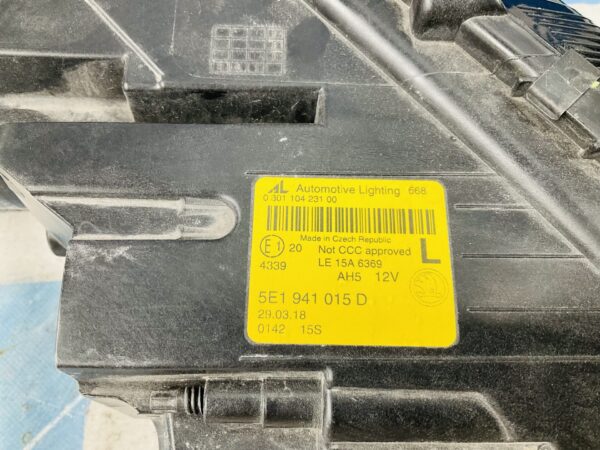 AL Automotive Lighting 668
0 301 104 231 00
Made in Czech Republic
E1 20 Not CCC approved L
4339 LE 15A 6369
AH5 12V
5E1 941 015 D
29.03.18
0142 15S